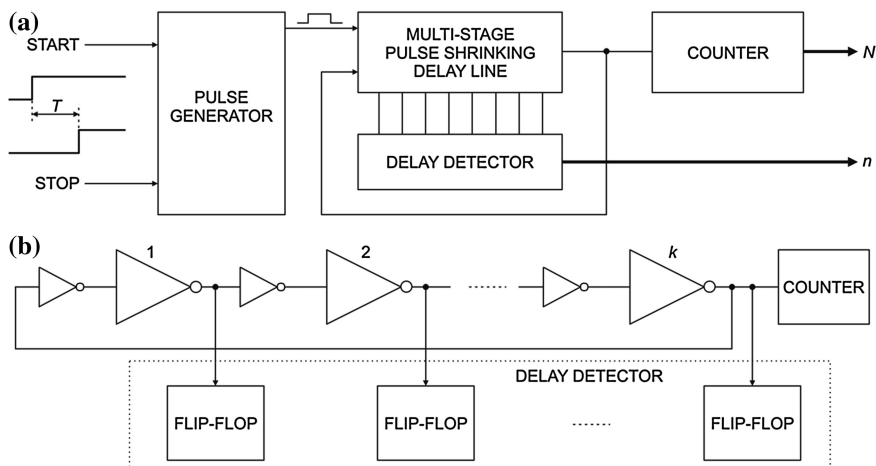 (a)
START
T
STOP
PULSE
GENERATOR
MULTI-STAGE
PULSE SHRINKING
DELAY LINE
COUNTER
N
DELAY DETECTOR
n
(b)
1
2
k
COUNTER
DELAY DETECTOR
FLIP-FLOP
FLIP-FLOP
FLIP-FLOP